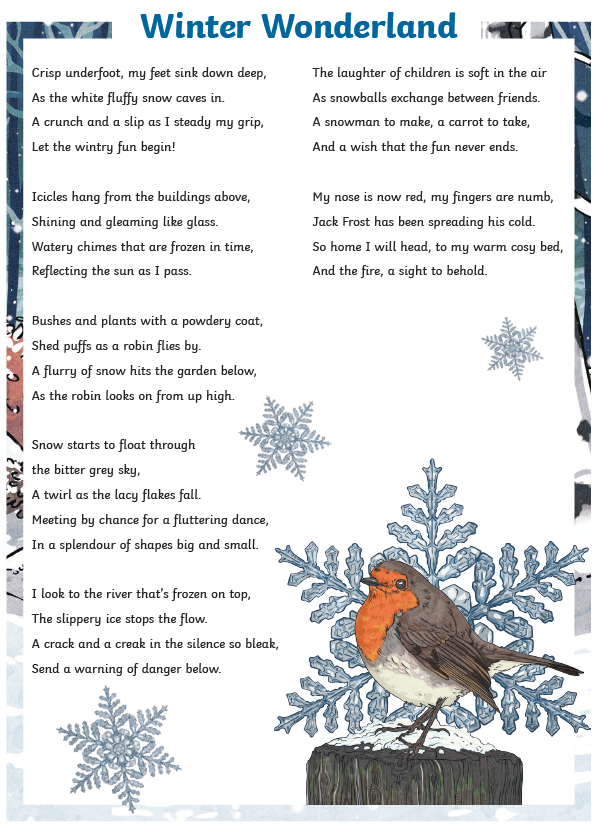 Winter Wonderland
Crisp underfoot, my feet sink down deep,
As the white fluffy snow caves in.
A crunch and a slip as I steady my grip,
Let the wintry fun begin!
Icicles hang from the buildings above,
Shining and gleaming like glass.
Watery chimes that are frozen in time,
Reflecting the sun as I pass.
Bushes and plants with a powdery coat,
Shed puffs as a robin flies by.
A flurry of snow hits the garden below,
As the robin looks on from up high.
Snow starts to float through
the bitter grey sky,
A twirl as the lacy flakes fall.
Meeting by chance for a fluttering dance,
In a splendour of shapes big and small.
I look to the river that's frozen on top,
The slippery ice stops the flow.
A crack and a creak in the silence so bleak,
Send a warning of danger below.
The laughter of children is soft in the air
As snowballs exchange between friends.
A snowman to make, a carrot to take,
And a wish that the fun never ends.
My nose is now red, my fingers are numb,
Jack Frost has been spreading his cold.
So home I will head, to my warm cosy bed,
And the fire, a sight to behold.